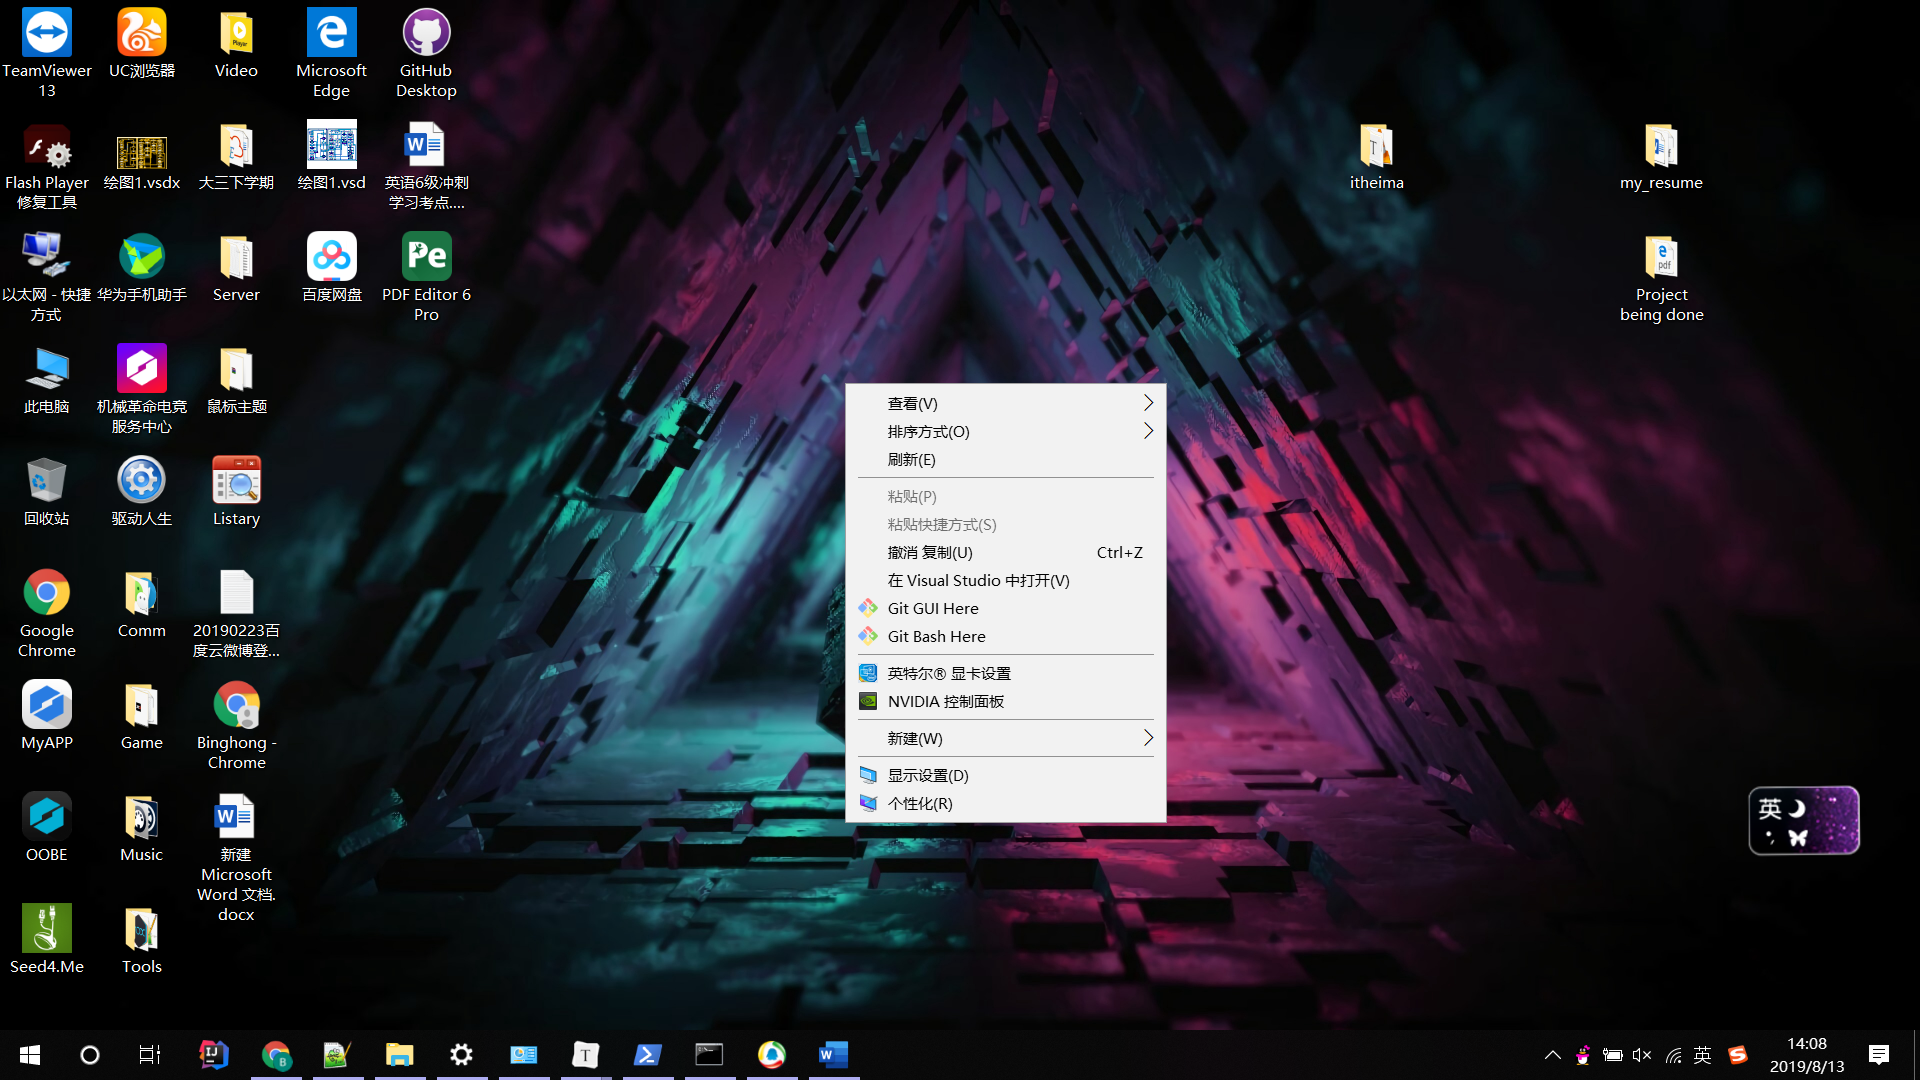 TeamViewer
13
UC浏览器
Video
Microsoft
Edge
GitHub
Desktop
Flash Player
修复工具
绘图1.vsdx
大三下学期
绘图1.vsd
英语6级冲刺
学习考点....
itheima
my_resume
以太网 - 快捷
方式
华为手机助手
Server
百度网盘
PDF Editor 6
Pro
Project
being done
此电脑
机械革命电竞
服务中心
鼠标主题
回收站
驱动人生
Listary
Google
Chrome
Comm
20190223百
度云微博登...
MyAPP
Game
Binghong -
Chrome
OOBE
Music
新建
Microsoft
Word 文档.
docx
Seed4.Me
Tools
查看(V)
排序方式(O)
刷新(E)
粘贴(P)
粘贴快捷方式(S)
撤消 复制(U) Ctrl+Z
在 Visual Studio 中打开(V)
Git GUI Here
Git Bash Here
英特尔® 显卡设置
NVIDIA 控制面板
新建(W)
显示设置(D)
个性化(R)
英
英
14:08
2019/8/13